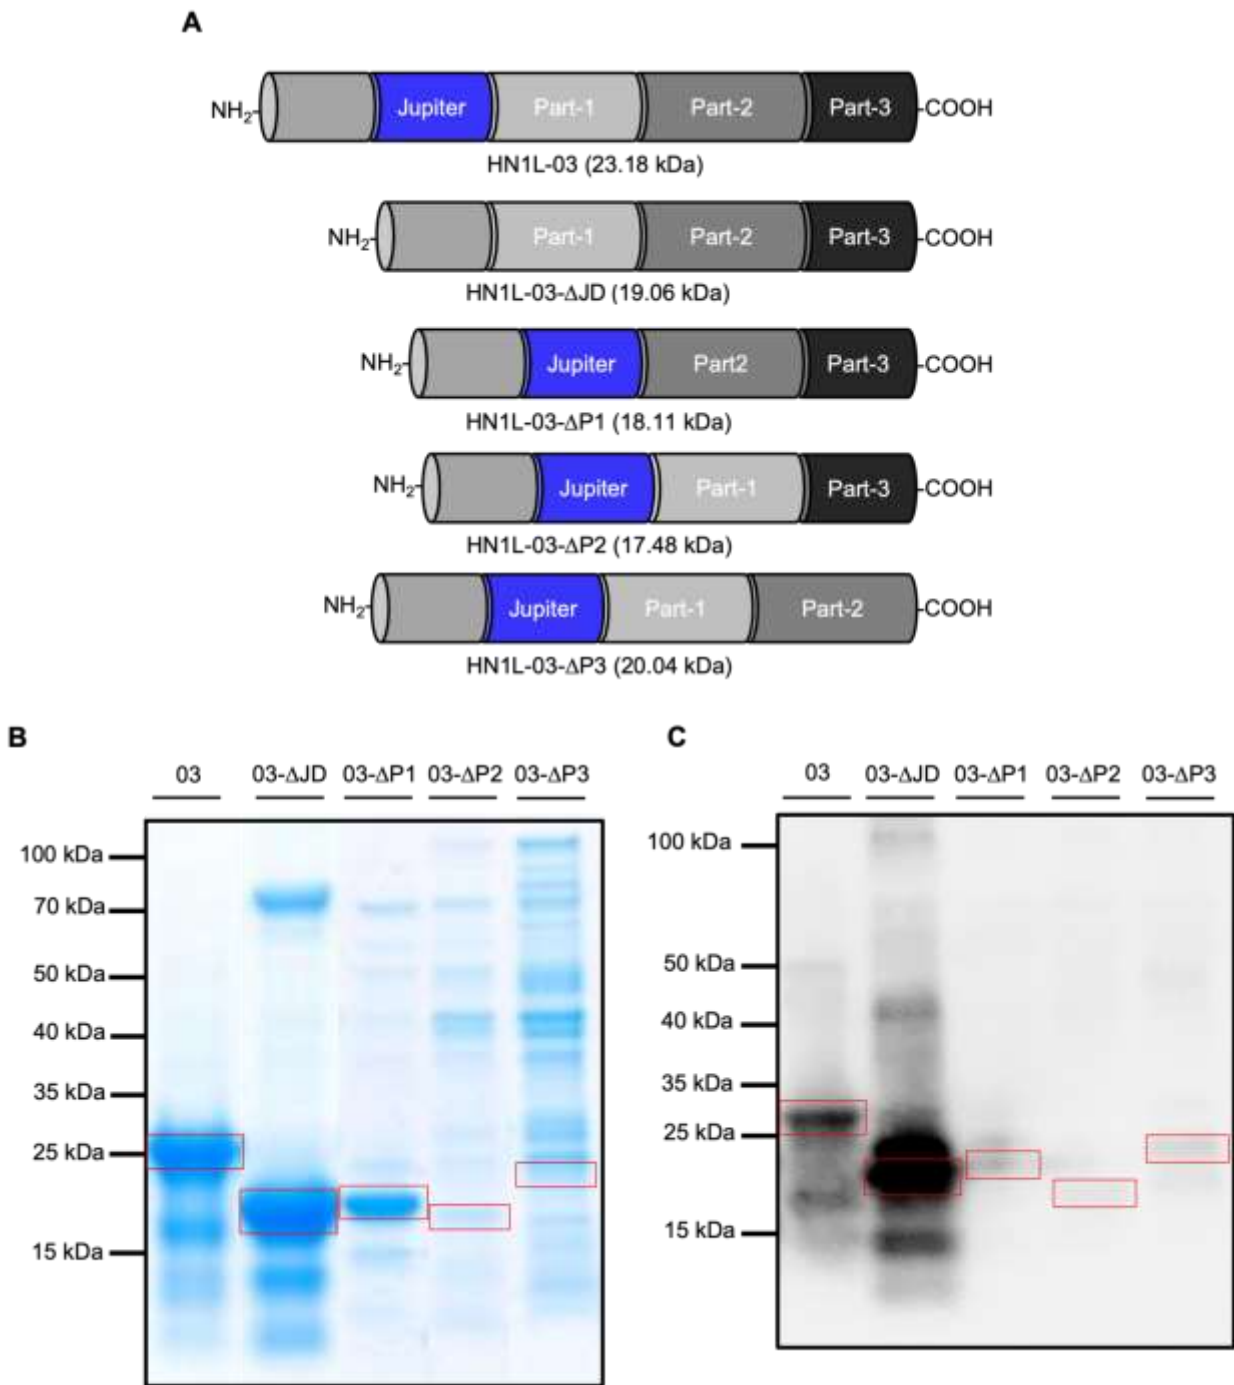 A
NH2- Jupiter Part-1 Part-2 Part-3 -COOH
HN1L-03 (23.18 kDa)
NH2- Part-1 Part-2 Part-3 -COOH
HN1L-03-ΔJD (19.06 kDa)
NH2- Jupiter Part2 Part-3 -COOH
HN1L-03-ΔP1 (18.11 kDa)
NH2- Jupiter Part-1 Part-3 -COOH
HN1L-03-ΔP2 (17.48 kDa)
NH2- Jupiter Part-1 Part-2 -COOH
HN1L-03-ΔP3 (20.04 kDa)
B
03 03-ΔJD 03-ΔP1 03-ΔP2 03-ΔP3
100 kDa
70 kDa
50 kDa
40 kDa
35 kDa
25 kDa
15 kDa
C
03 03-ΔJD 03-ΔP1 03-ΔP2 03-ΔP3
100 kDa
50 kDa
40 kDa
35 kDa
25 kDa
15 kDa